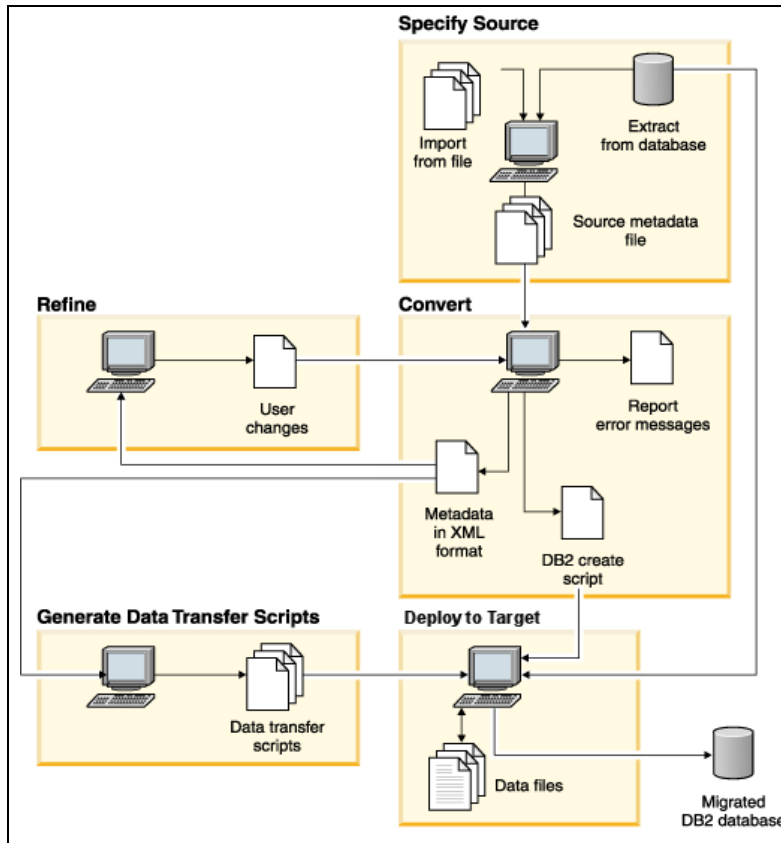 Specify Source
Import
from file
Extract
from database
Source metadata
file
Refine
Convert
User
changes
Report
error messages
Metadata
in XML
format
DB2 create
script
Generate Data Transfer Scripts
Deploy to Target
Data transfer
scripts
Data files
Migrated
DB2 database